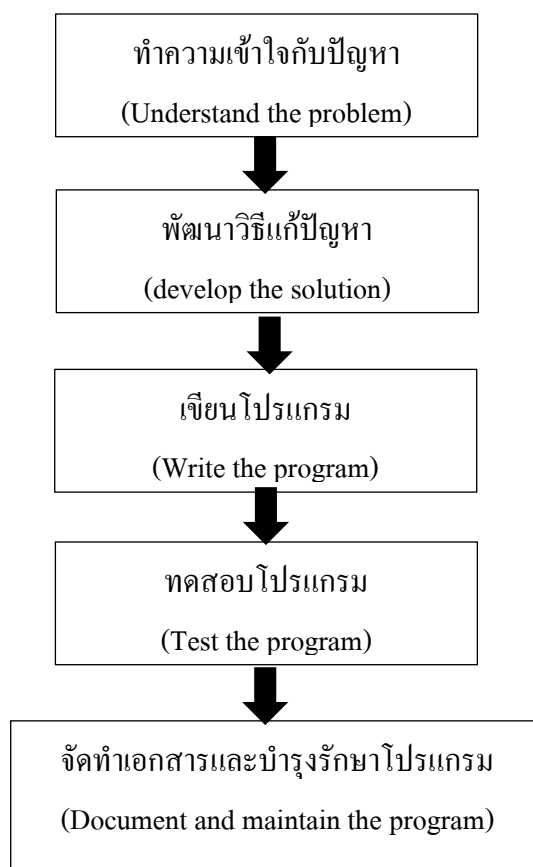 ทำความเข้าใจกับปัญหา
(Understand the problem)
พัฒนาวิธีแก้ปัญหา
(develop the solution)
เขียนโปรแกรม
(Write the program)
ทดสอบโปรแกรม
(Test the program)
จัดทำเอกสารและบำรุงรักษาโปรแกรม
(Document and maintain the program)